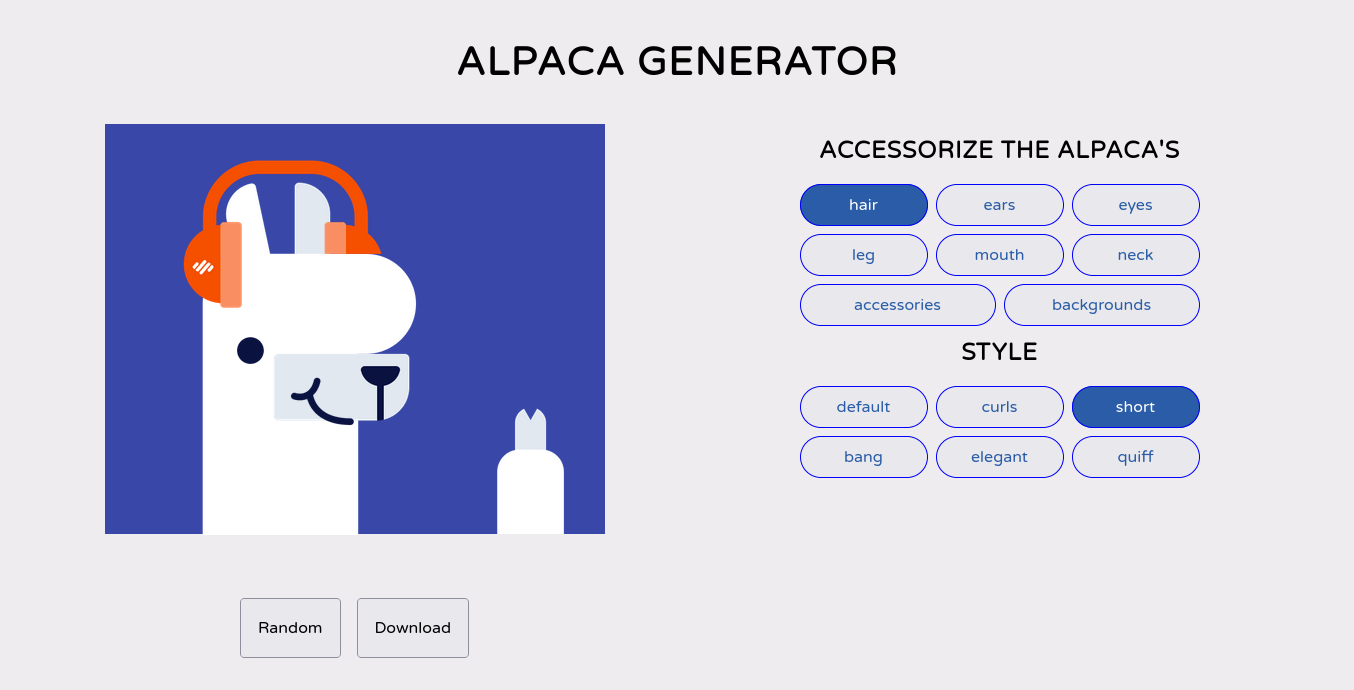 ALPACA GENERATOR
ACCESSORIZE THE ALPACA'S
hair ears eyes
leg mouth neck
accessories backgrounds
STYLE
default curls short
bang elegant quiff
Random Download